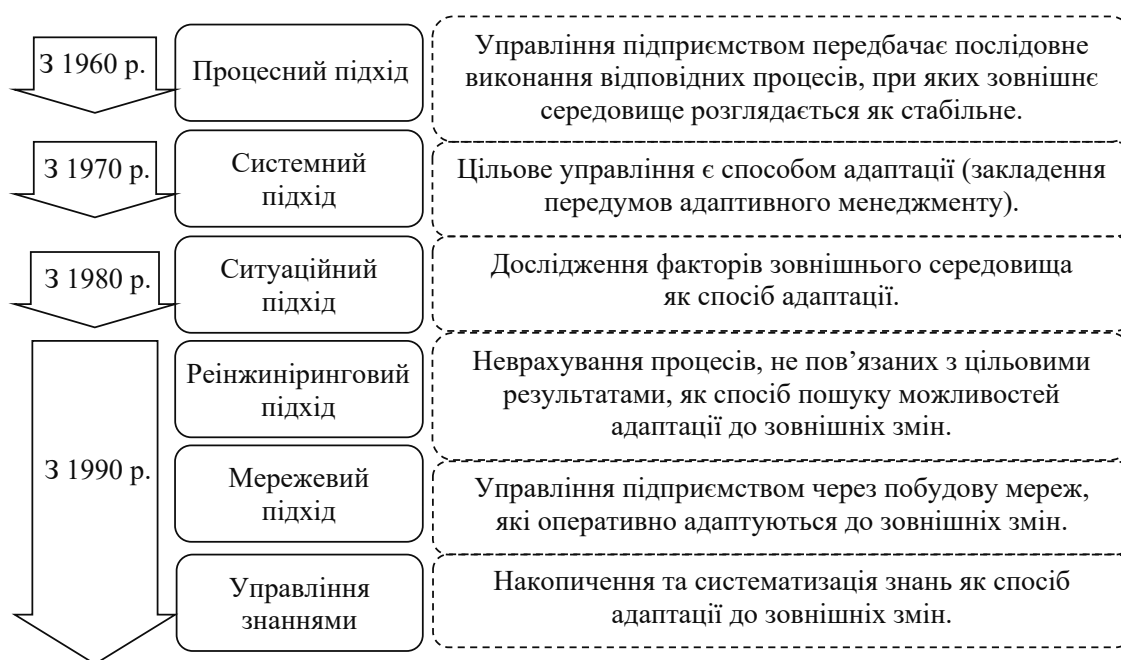 З 1960 р.
Процесний підхід
Управління підприємством передбачає послідовне
виконання відповідних процесів, при яких зовнішнє
середовище розглядається як стабільне.
З 1970 р.
Системний
підхід
Цільове управління є способом адаптації (закладення
передумов адаптивного менеджменту).
З 1980 р.
Ситуаційний
підхід
Дослідження факторів зовнішнього середовища
як спосіб адаптації.
З 1990 р.
Реінжиніринговий
підхід
Неврахування процесів, не пов’язаних з цільовими
результатами, як спосіб пошуку можливостей
адаптації до зовнішніх змін.
Мережевий
підхід
Управління підприємством через побудову мереж,
які оперативно адаптуються до зовнішніх змін.
Управління
знаннями
Накопичення та систематизація знань як спосіб
адаптації до зовнішніх змін.